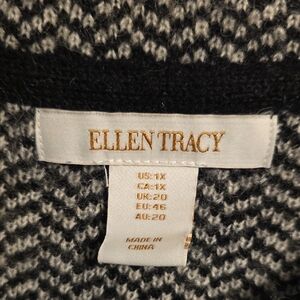 ELLEN TRACY
US:1X
CA:1X
UK:20
EU:46
AU:20
MADE IN
CHINA